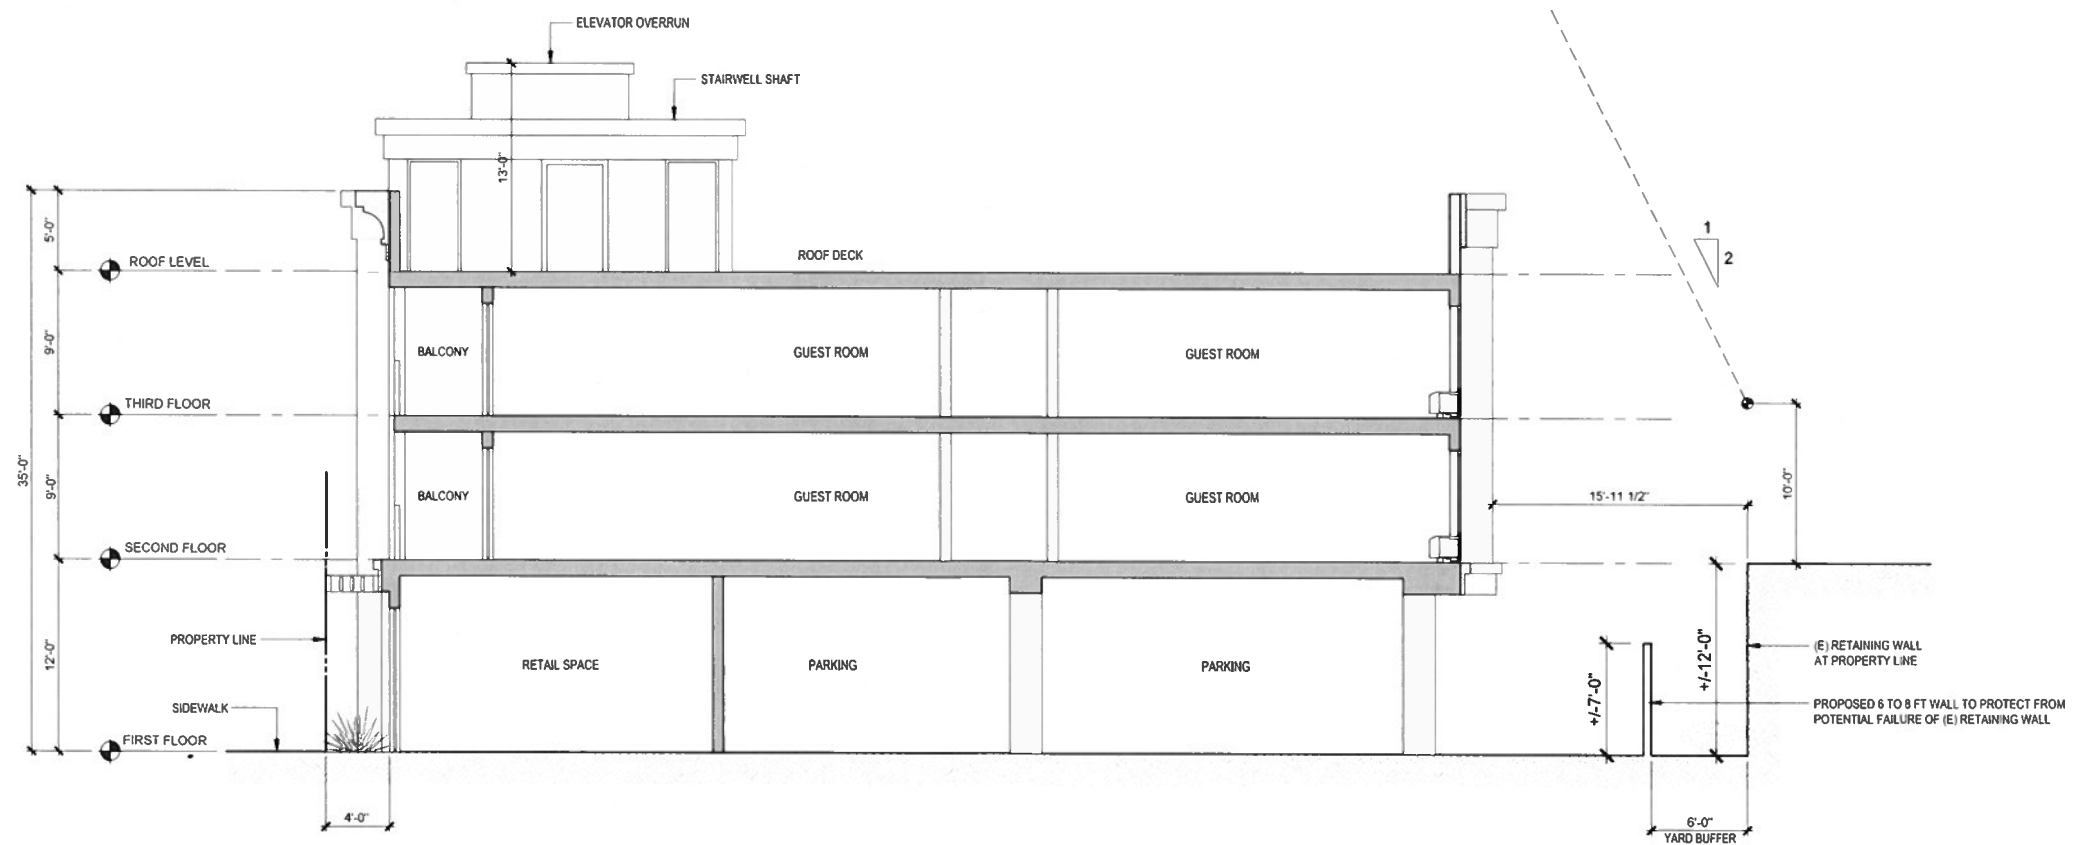 ELEVATOR OVERRUN
STAIRWELL SHAFT
13'-0"
5'-0"
ROOF LEVEL
ROOF DECK
1
2
9'-0"
BALCONY
GUEST ROOM
GUEST ROOM
THIRD FLOOR
35'-0"
9'-0"
BALCONY
GUEST ROOM
GUEST ROOM
15'-11 1/2"
10'-0"
SECOND FLOOR
12'-0"
PROPERTY LINE
RETAIL SPACE
PARKING
PARKING
+/-7'-0"
+/-12'-0"
(E) RETAINING WALL
AT PROPERTY LINE
SIDEWALK
PROPOSED 6 TO 8 FT WALL TO PROTECT FROM
POTENTIAL FAILURE OF (E) RETAINING WALL
FIRST FLOOR
4'-0"
6'-0"
YARD BUFFER